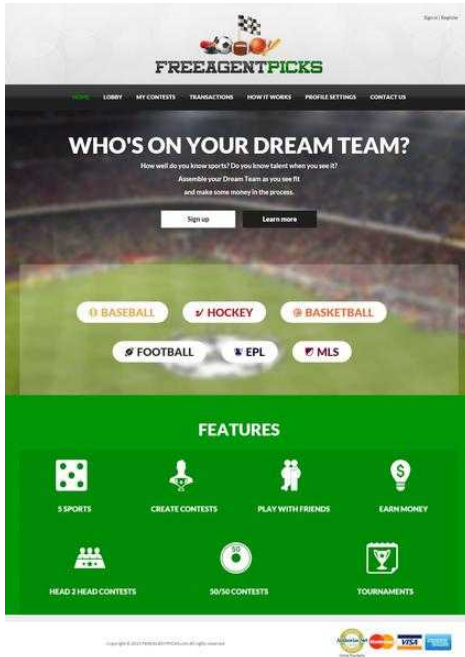 Sign in | Register
FREEAGENTPICKS
HOME LOBBY MY CONTESTS TRANSACTIONS HOW IT WORKS PROFILE SETTINGS CONTACT US
WHO'S ON YOUR DREAM TEAM?
How well do you know sports? Do you know talent when you see it?
Assemble your Dream Team as you see fit
and make some money in the process.
Sign up Learn more
BASEBALL HOCKEY BASKETBALL
FOOTBALL EPL MLS
FEATURES
5 SPORTS CREATE CONTESTS PLAY WITH FRIENDS EARN MONEY
50
HEAD 2 HEAD CONTESTS 50/50 CONTESTS TOURNAMENTS
Authorize.Net MasterCard VISA